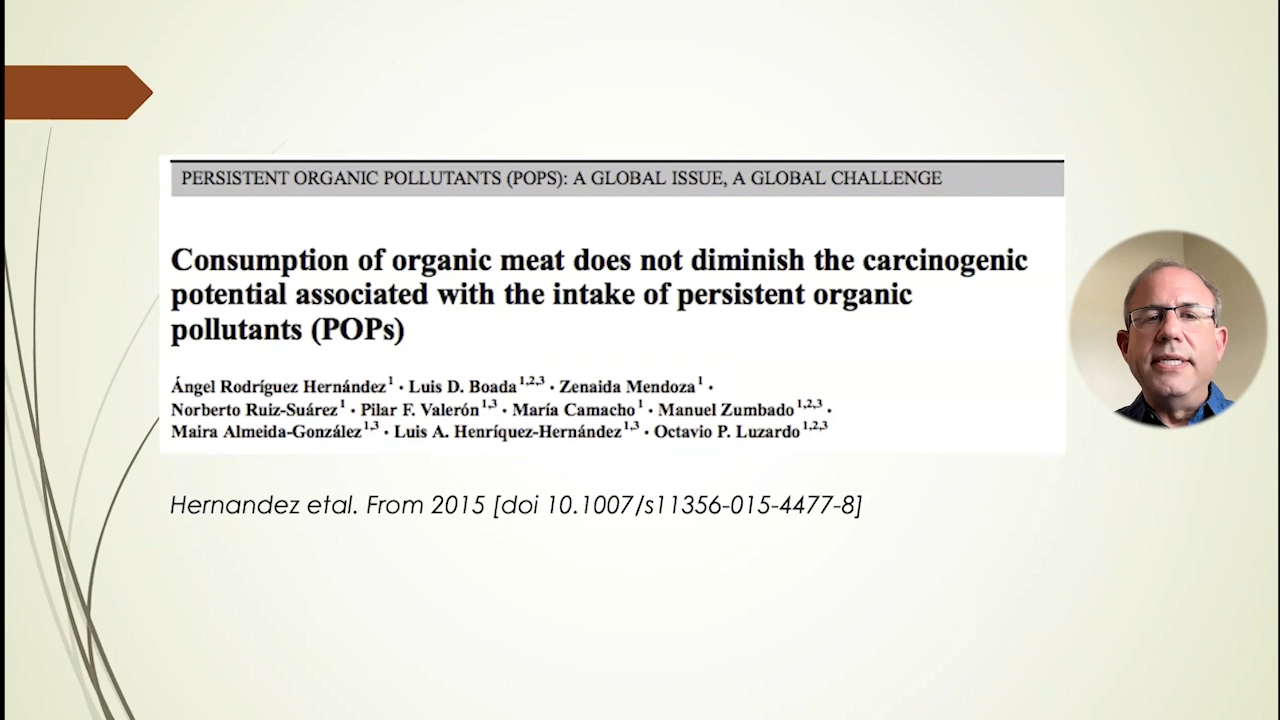 PERSISTENT ORGANIC POLLUTANTS (POPS): A GLOBAL ISSUE, A GLOBAL CHALLENGE
Consumption of organic meat does not diminish the carcinogenic
potential associated with the intake of persistent organic
pollutants (POPs)
Ángel Rodríguez Hernández1 · Luis D. Boada1,2,3 · Zenaida Mendoza1 ·
Norberto Ruiz-Suárez1 · Pilar F. Valerón1,3 · María Camacho1 · Manuel Zumbado1,2,3 ·
Maira Almeida-González1,3 · Luis A. Henríquez-Hernández1,3 · Octavio P. Luzardo1,2,3
Hernandez etal. From 2015 [doi 10.1007/s11356-015-4477-8]